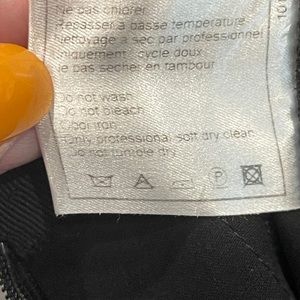 Ne pas chlorer
Repasser à basse température
Nettoyage à sec par professionnel
uniquement : cycle doux
Ne pas sécher en tambour
Do not wash
Do not bleach
Cool iron
Only professional soft dry clean
Do not tumble dry
P
101